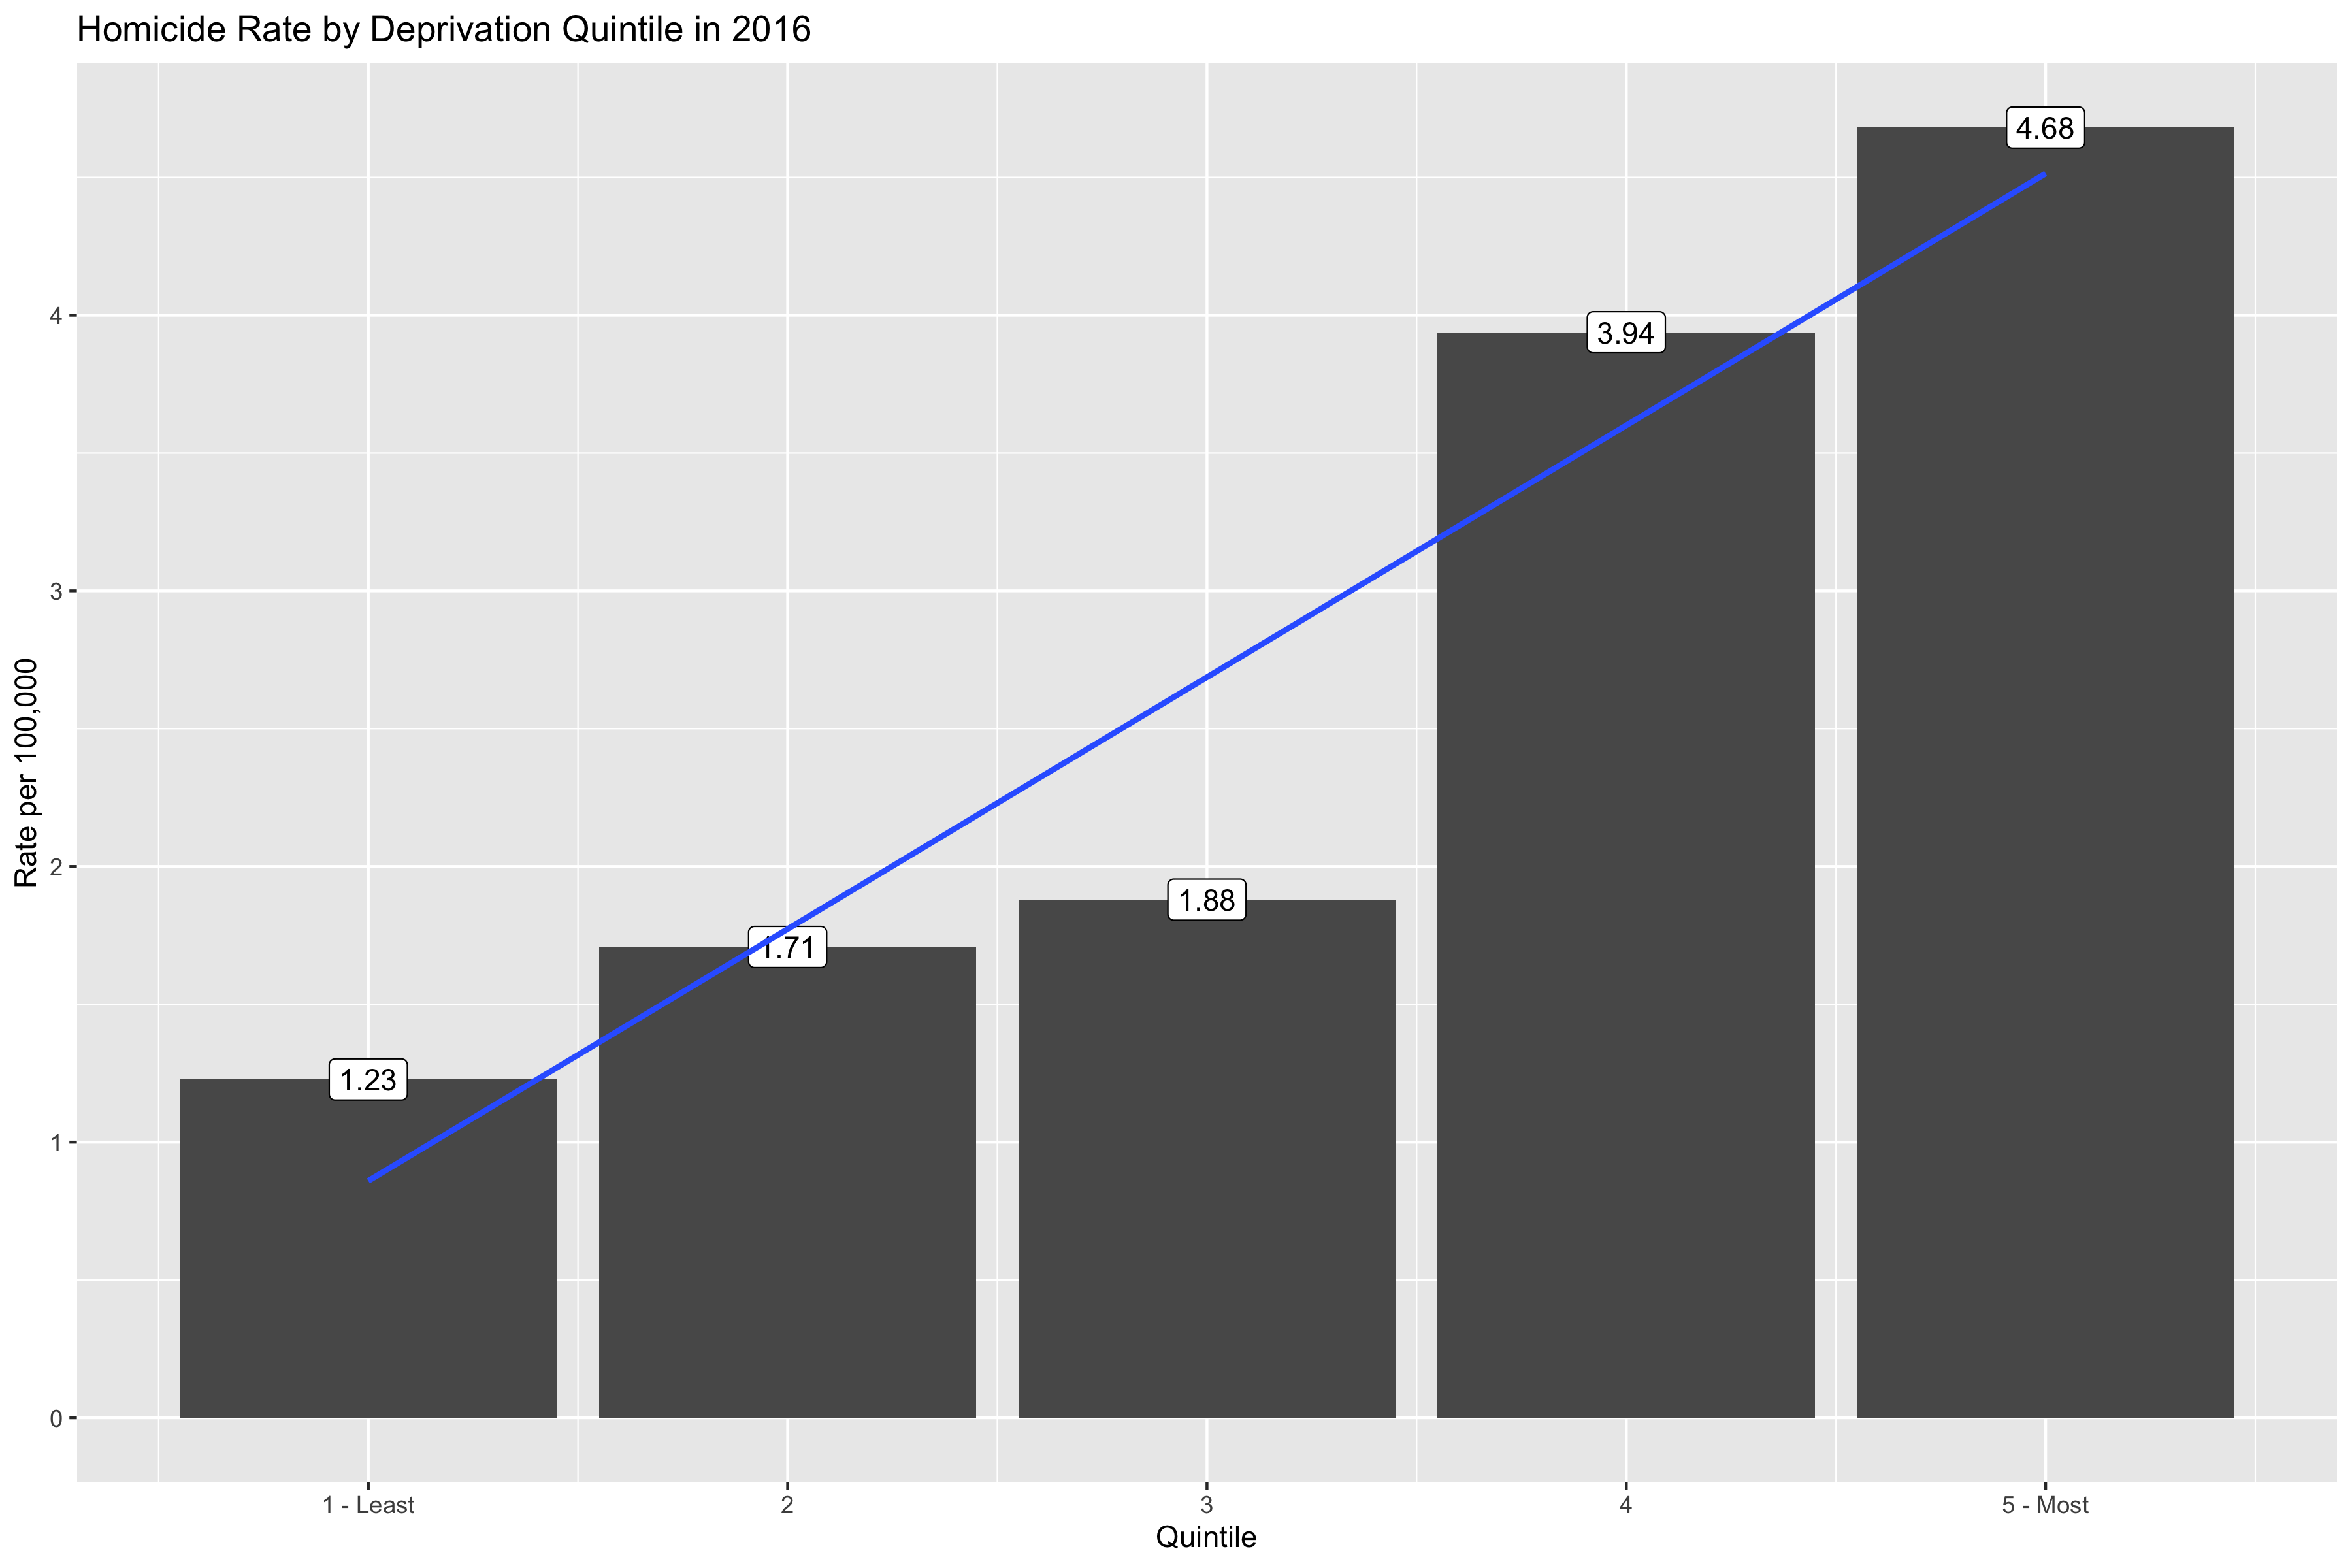 Homicide Rate by Deprivation Quintile in 2016
Rate per 100,000
4
3
2
1
0
1.23
1.71
1.88
3.94
4.68
1 - Least
2
3
4
5 - Most
Quintile